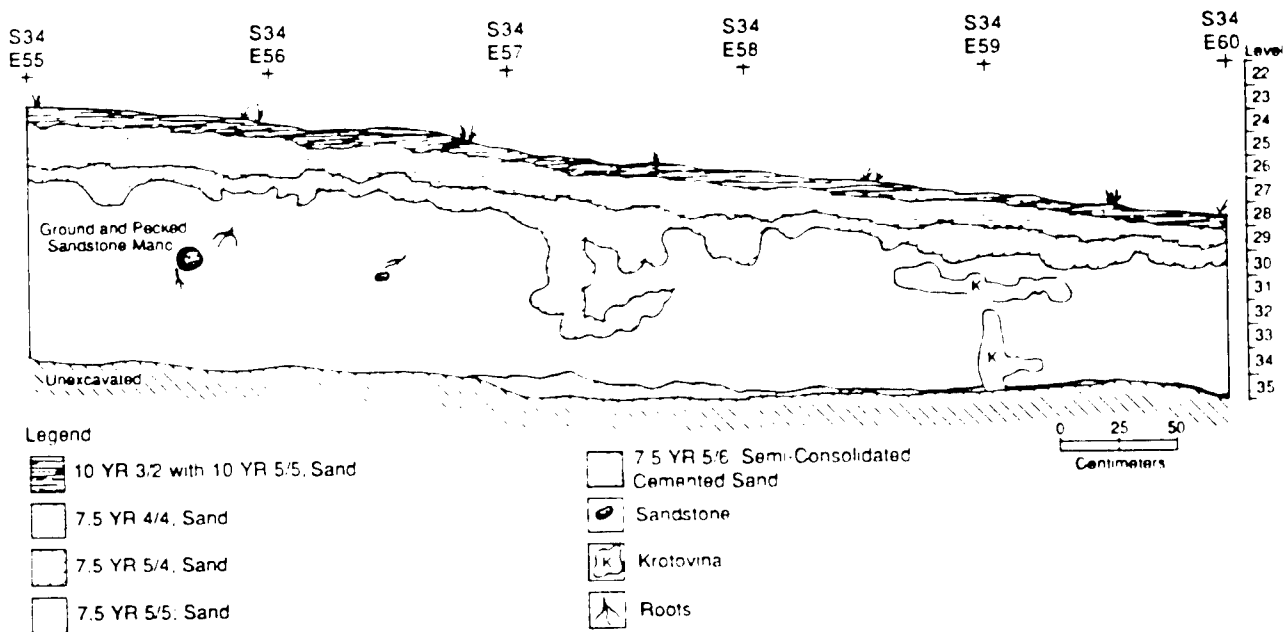 S34
E55
S34
E56
S34
E57
S34
E58
S34
E59
S34
E60
Level
22
23
24
25
26
27
28
29
30
31
32
33
34
35
Ground and Pecked
Sandstone Manc
K
K
Unexcavated
0 25 50
Centimeters
Legend
10 YR 3/2 with 10 YR 5/5, Sand
7.5 YR 4/4, Sand
7.5 YR 5/4, Sand
7.5 YR 5/5; Sand
7 5 YR 5/6 Semi-Consolidated
Cemented Sand
Sandstone
K
Krotovina
Roots